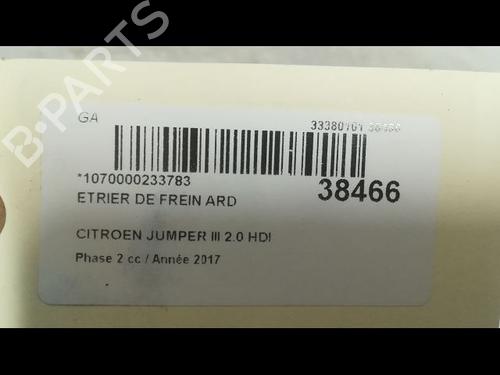 B-PARTS
GA
33380101 38466
*1070000233783
38466
ETRIER DE FREIN ARD
CITROEN JUMPER III 2.0 HDI
Phase 2 cc / Année 2017